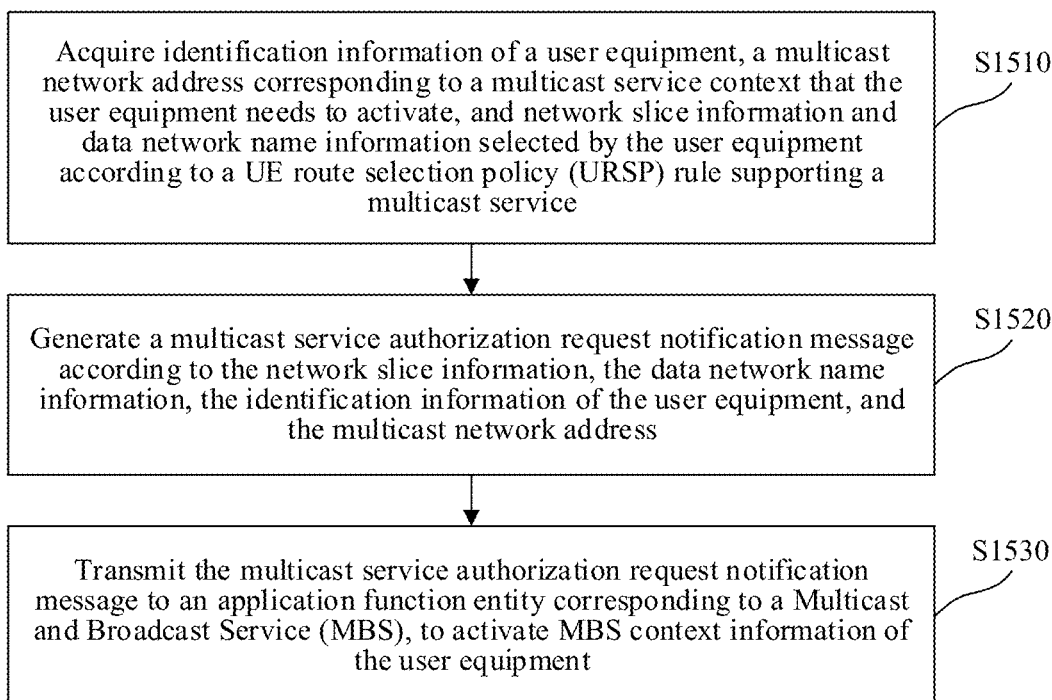 Acquire identification information of a user equipment, a multicast
network address corresponding to a multicast service context that the
user equipment needs to activate, and network slice information and
data network name information selected by the user equipment
according to a UE route selection policy (URSP) rule supporting a
multicast service
S1510
Generate a multicast service authorization request notification message
according to the network slice information, the data network name
information, the identification information of the user equipment, and
the multicast network address
S1520
Transmit the multicast service authorization request notification
message to an application function entity corresponding to a Multicast
and Broadcast Service (MBS), to activate MBS context information of
the user equipment
S1530